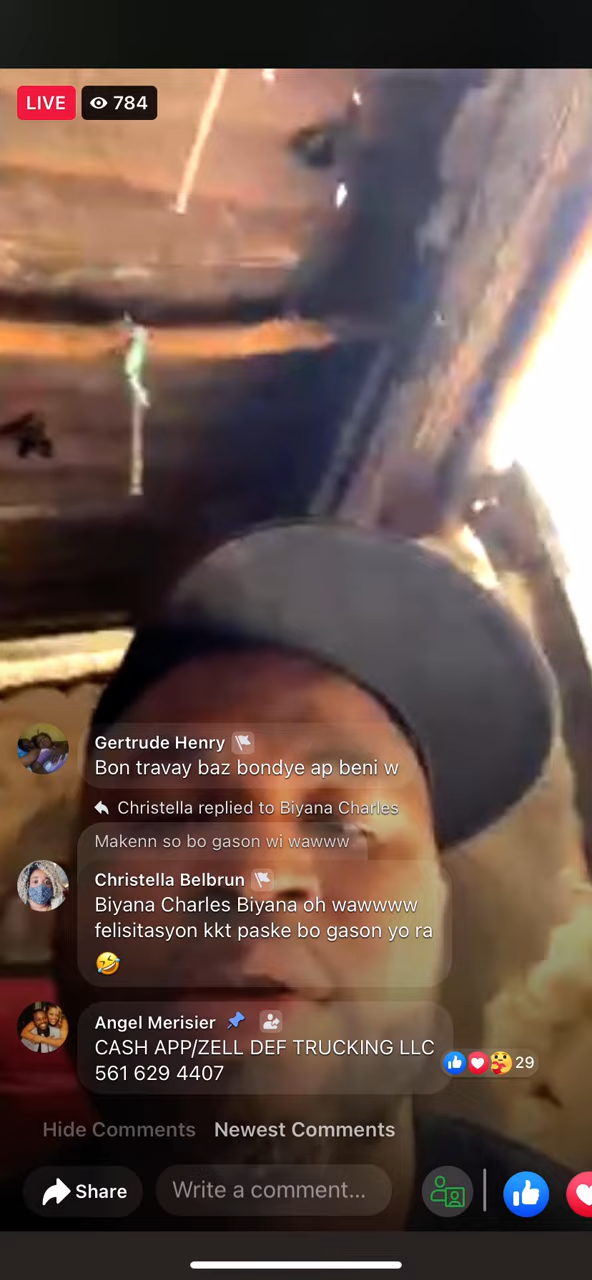 LIVE
784
Gertrude Henry
Bon travay baz bondye ap beni w
Christella replied to Biyana Charles
Makenn so bo gason wi wawww
Christella Belbrun
Biyana Charles Biyana oh wawwww
felisitasyon kkt paske bo gason yo ra
🤣
Angel Merisier
CASH APP/ZELL DEF TRUCKING LLC
561 629 4407
29
Hide Comments Newest Comments
Share
Write a comment...